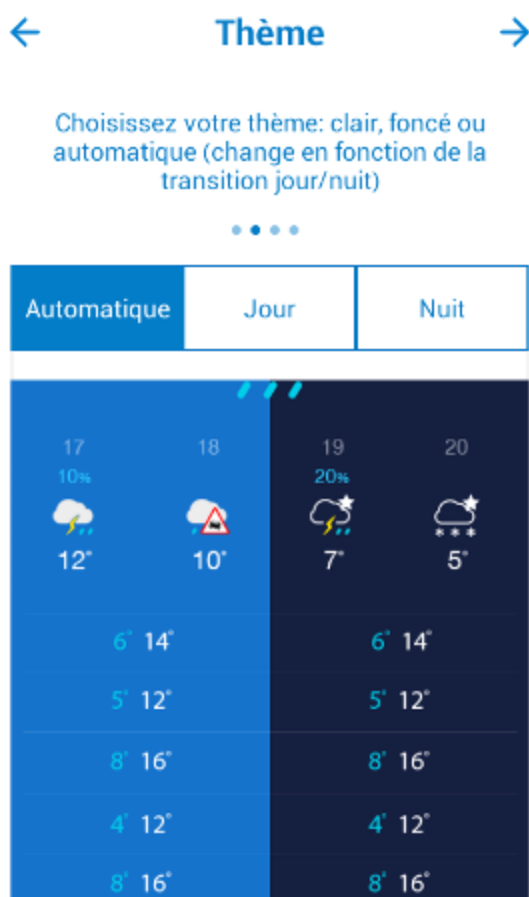 Thème
Choisissez votre thème: clair, foncé ou
automatique (change en fonction de la
transition jour/nuit)
Automatique Jour Nuit
17 18 19 20
10% 20%
12° 10° 7° 5°
6° 14° 6° 14°
5° 12° 5° 12°
8° 16° 8° 16°
4° 12° 4° 12°
8° 16° 8° 16°